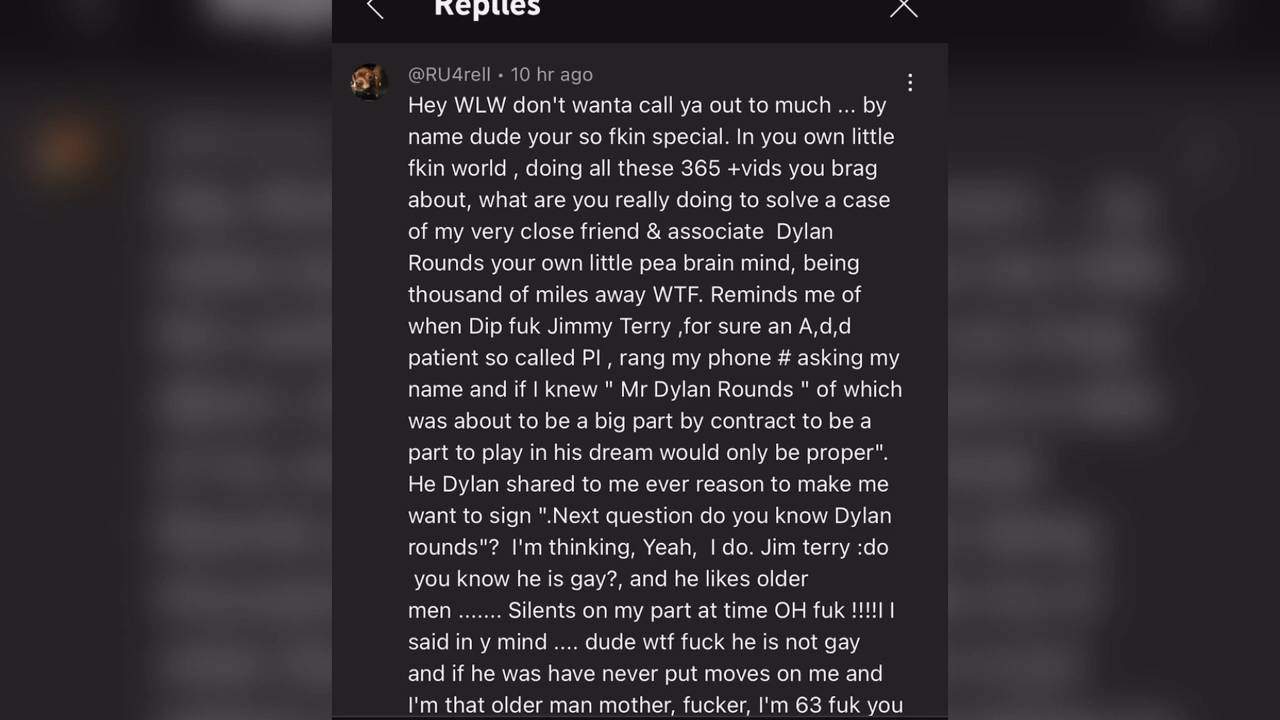 Replies
@RU4rell • 10 hr ago
Hey WLW don't wanta call ya out to much ... by
name dude your so fkin special. In you own little
fkin world , doing all these 365 +vids you brag
about, what are you really doing to solve a case
of my very close friend & associate  Dylan
Rounds your own little pea brain mind, being
thousand of miles away WTF. Reminds me of
when Dip fuk Jimmy Terry ,for sure an A,d,d
patient so called PI , rang my phone # asking my
name and if I knew " Mr Dylan Rounds " of which
was about to be a big part by contract to be a
part to play in his dream would only be proper".
He Dylan shared to me ever reason to make me
want to sign ".Next question do you know Dylan
rounds"?  I'm thinking, Yeah,  I do. Jim terry :do
you know he is gay?, and he likes older
men ....... Silents on my part at time OH fuk !!!!I I
said in y mind .... dude wtf fuck he is not gay
and if he was have never put moves on me and
I'm that older man mother, fucker, I'm 63 fuk you